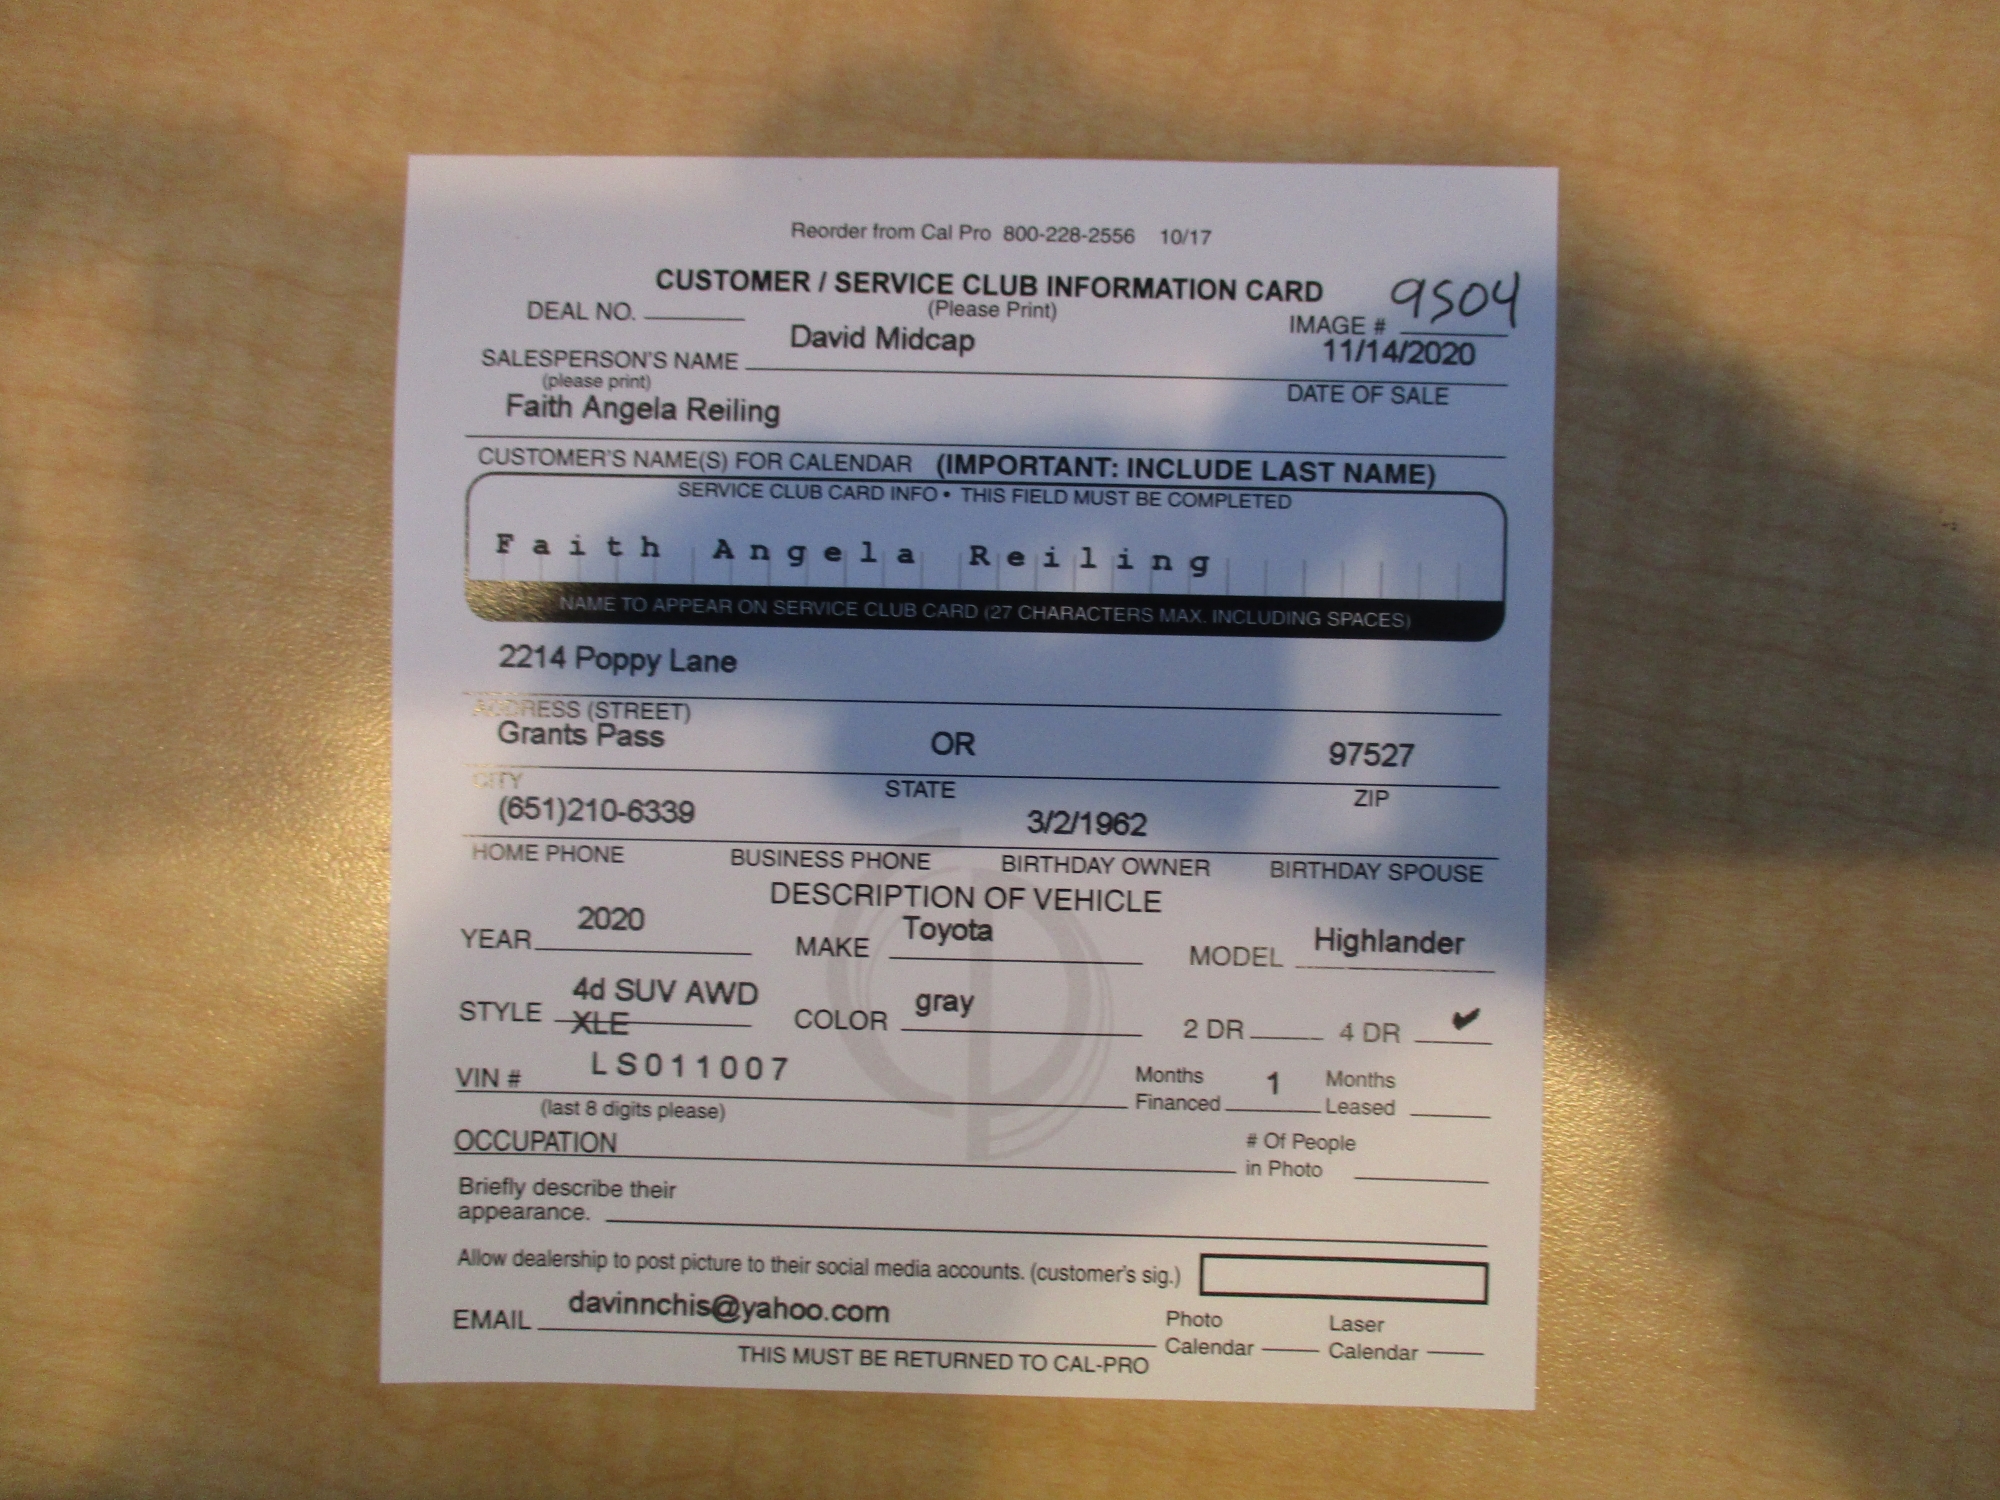 Reorder from Cal Pro 800-228-2556 10/17
CUSTOMER / SERVICE CLUB INFORMATION CARD
(Please Print)
DEAL NO.
IMAGE # 9504
SALESPERSON'S NAME David Midcap
(please print)
11/14/2020
DATE OF SALE
Faith Angela Reiling
CUSTOMER'S NAME(S) FOR CALENDAR (IMPORTANT: INCLUDE LAST NAME)
SERVICE CLUB CARD INFO • THIS FIELD MUST BE COMPLETED
Faith Angela Reiling
NAME TO APPEAR ON SERVICE CLUB CARD (27 CHARACTERS MAX. INCLUDING SPACES)
2214 Poppy Lane
ADDRESS (STREET)
Grants Pass OR 97527
CITY STATE ZIP
(651)210-6339 3/2/1962
HOME PHONE BUSINESS PHONE BIRTHDAY OWNER BIRTHDAY SPOUSE
DESCRIPTION OF VEHICLE
YEAR 2020 MAKE Toyota MODEL Highlander
STYLE 4d SUV AWD XLE COLOR gray 2 DR 4 DR ✔
VIN # LS011007 Months Financed 1 Months Leased
(last 8 digits please)
OCCUPATION # Of People in Photo
Briefly describe their
appearance.
Allow dealership to post picture to their social media accounts. (customer's sig.)
EMAIL davinnchis@yahoo.com Photo Calendar Laser Calendar
THIS MUST BE RETURNED TO CAL-PRO